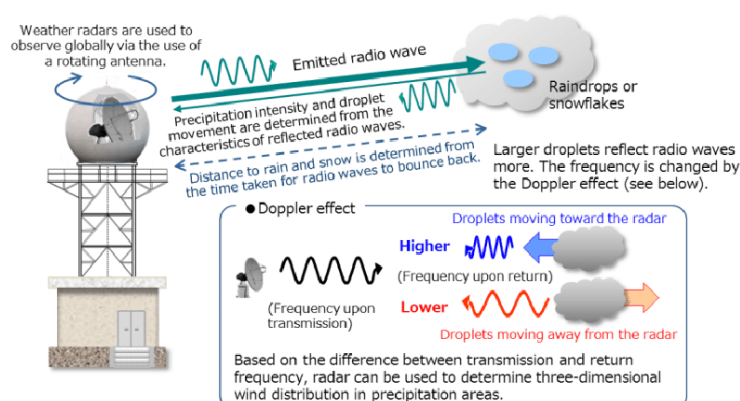 Weather radars are used to
observe globally via the use of
a rotating antenna.
Emitted radio wave
Precipitation intensity and droplet
movement are determined from the
characteristics of reflected radio waves.
Raindrops or
snowflakes
Distance to rain and snow is determined from
the time taken for radio waves to bounce back.
Larger droplets reflect radio waves
more. The frequency is changed by
the Doppler effect (see below).
● Doppler effect
Droplets moving toward the radar
Higher
(Frequency upon return)
(Frequency upon
transmission)
Lower
Droplets moving away from the radar
Based on the difference between transmission and return
frequency, radar can be used to determine three-dimensional
wind distribution in precipitation areas.